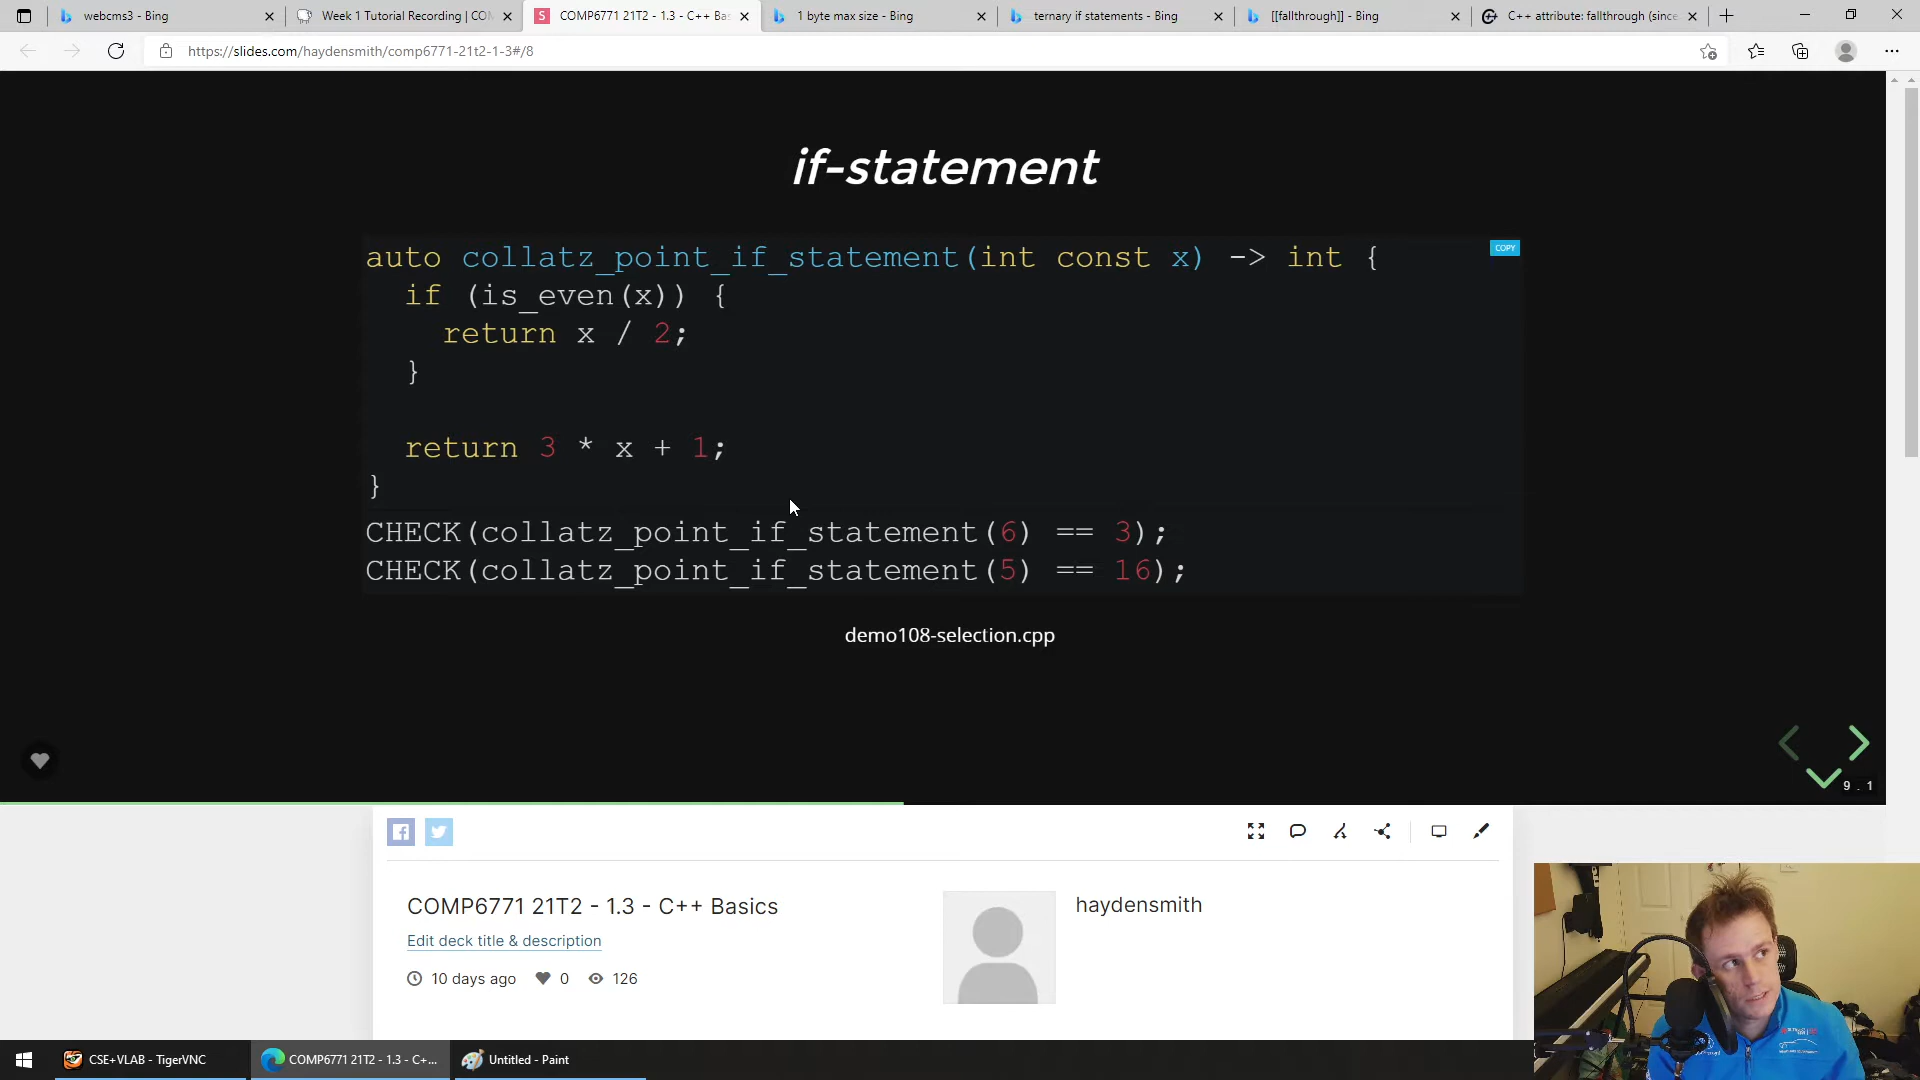 webcms3 - Bing
Week 1 Tutorial Recording | CO
COMP6771 21T2 - 1.3 - C++ Ba
1 byte max size - Bing
ternary if statements - Bing
[[fallthrough]] - Bing
C++ attribute: fallthrough (since
https://slides.com/haydensmith/comp6771-21t2-1-3#/8
if-statement
COPY
auto collatz_point_if_statement(int const x) -> int {
if (is_even(x)) {
return x / 2;
}
return 3 * x + 1;
}
CHECK(collatz_point_if_statement(6) == 3);
CHECK(collatz_point_if_statement(5) == 16);
demo108-selection.cpp
9 . 1
COMP6771 21T2 - 1.3 - C++ Basics
haydensmith
Edit deck title & description
10 days ago 0 126
CSE+VLAB - TigerVNC
COMP6771 21T2 - 1.3 - C+...
Untitled - Paint